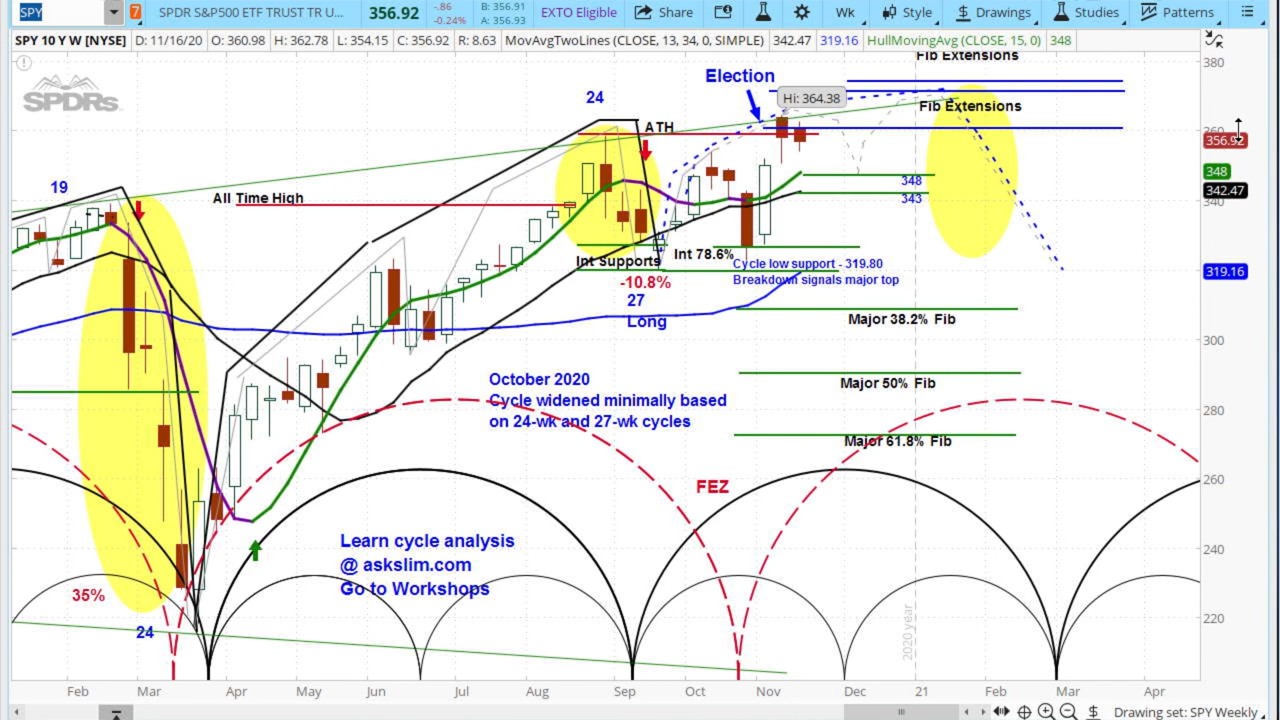 SPY 7 SPDR S&P500 ETF TRUST TR U... 356.92 -.86 -0.24% B: 356.91 A: 356.93 EXTO Eligible Share Wk Style $ Drawings Studies Patterns
SPY 10 Y W [NYSE] D: 11/16/20 O: 360.98 H: 362.78 L: 354.15 C: 356.92 R: 8.63 MovAvgTwoLines (CLOSE, 13, 34, 0, SIMPLE) 342.47 319.16 HullMovingAvg (CLOSE, 15, 0) 348
Fib Extensions
380
Election
SPDRs
24
Hi: 364.38
Fib Extensions
ATH
360
356.92
348
19
348
342.47
All Time High
343
340
Int 78.6%
Int Supports
Cycle low support - 319.80
319.16
-10.8%
Breakdown signals major top
27
Long
Major 38.2% Fib
300
October 2020
Major 50% Fib
Cycle widened minimally based
280
on 24-wk and 27-wk cycles
Major 61.8% Fib
260
FEZ
Learn cycle analysis
240
@ askslim.com
Go to Workshops
35%
220
24
2020 year
Feb Mar Apr May Jun Jul Aug Sep Oct Nov Dec 21 Feb Mar Apr
$ Drawing set: SPY Weekly